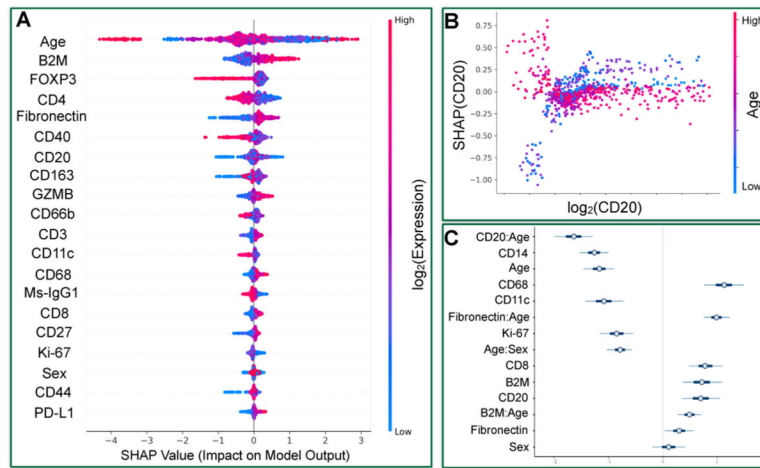 A
Age
B2M
FOXP3
CD4
Fibronectin
CD40
CD20
CD163
GZMB
CD66b
CD3
CD11c
CD68
Ms-IgG1
CD8
CD27
Ki-67
Sex
CD44
PD-L1
−4 −3 −2 −1 0 1 2 3
SHAP Value (Impact on Model Output)
High
log₂(Expression)
Low
B
0.75
0.50
0.25
0.00
−0.25
−0.50
−0.75
−1.00
SHAP(CD20)
log₂(CD20)
High
Age
Low
C
CD20:Age
CD14
Age
CD68
CD11c
Fibronectin:Age
Ki-67
Age:Sex
CD8
B2M
CD20
B2M:Age
Fibronectin
Sex
-2 -1 0 1